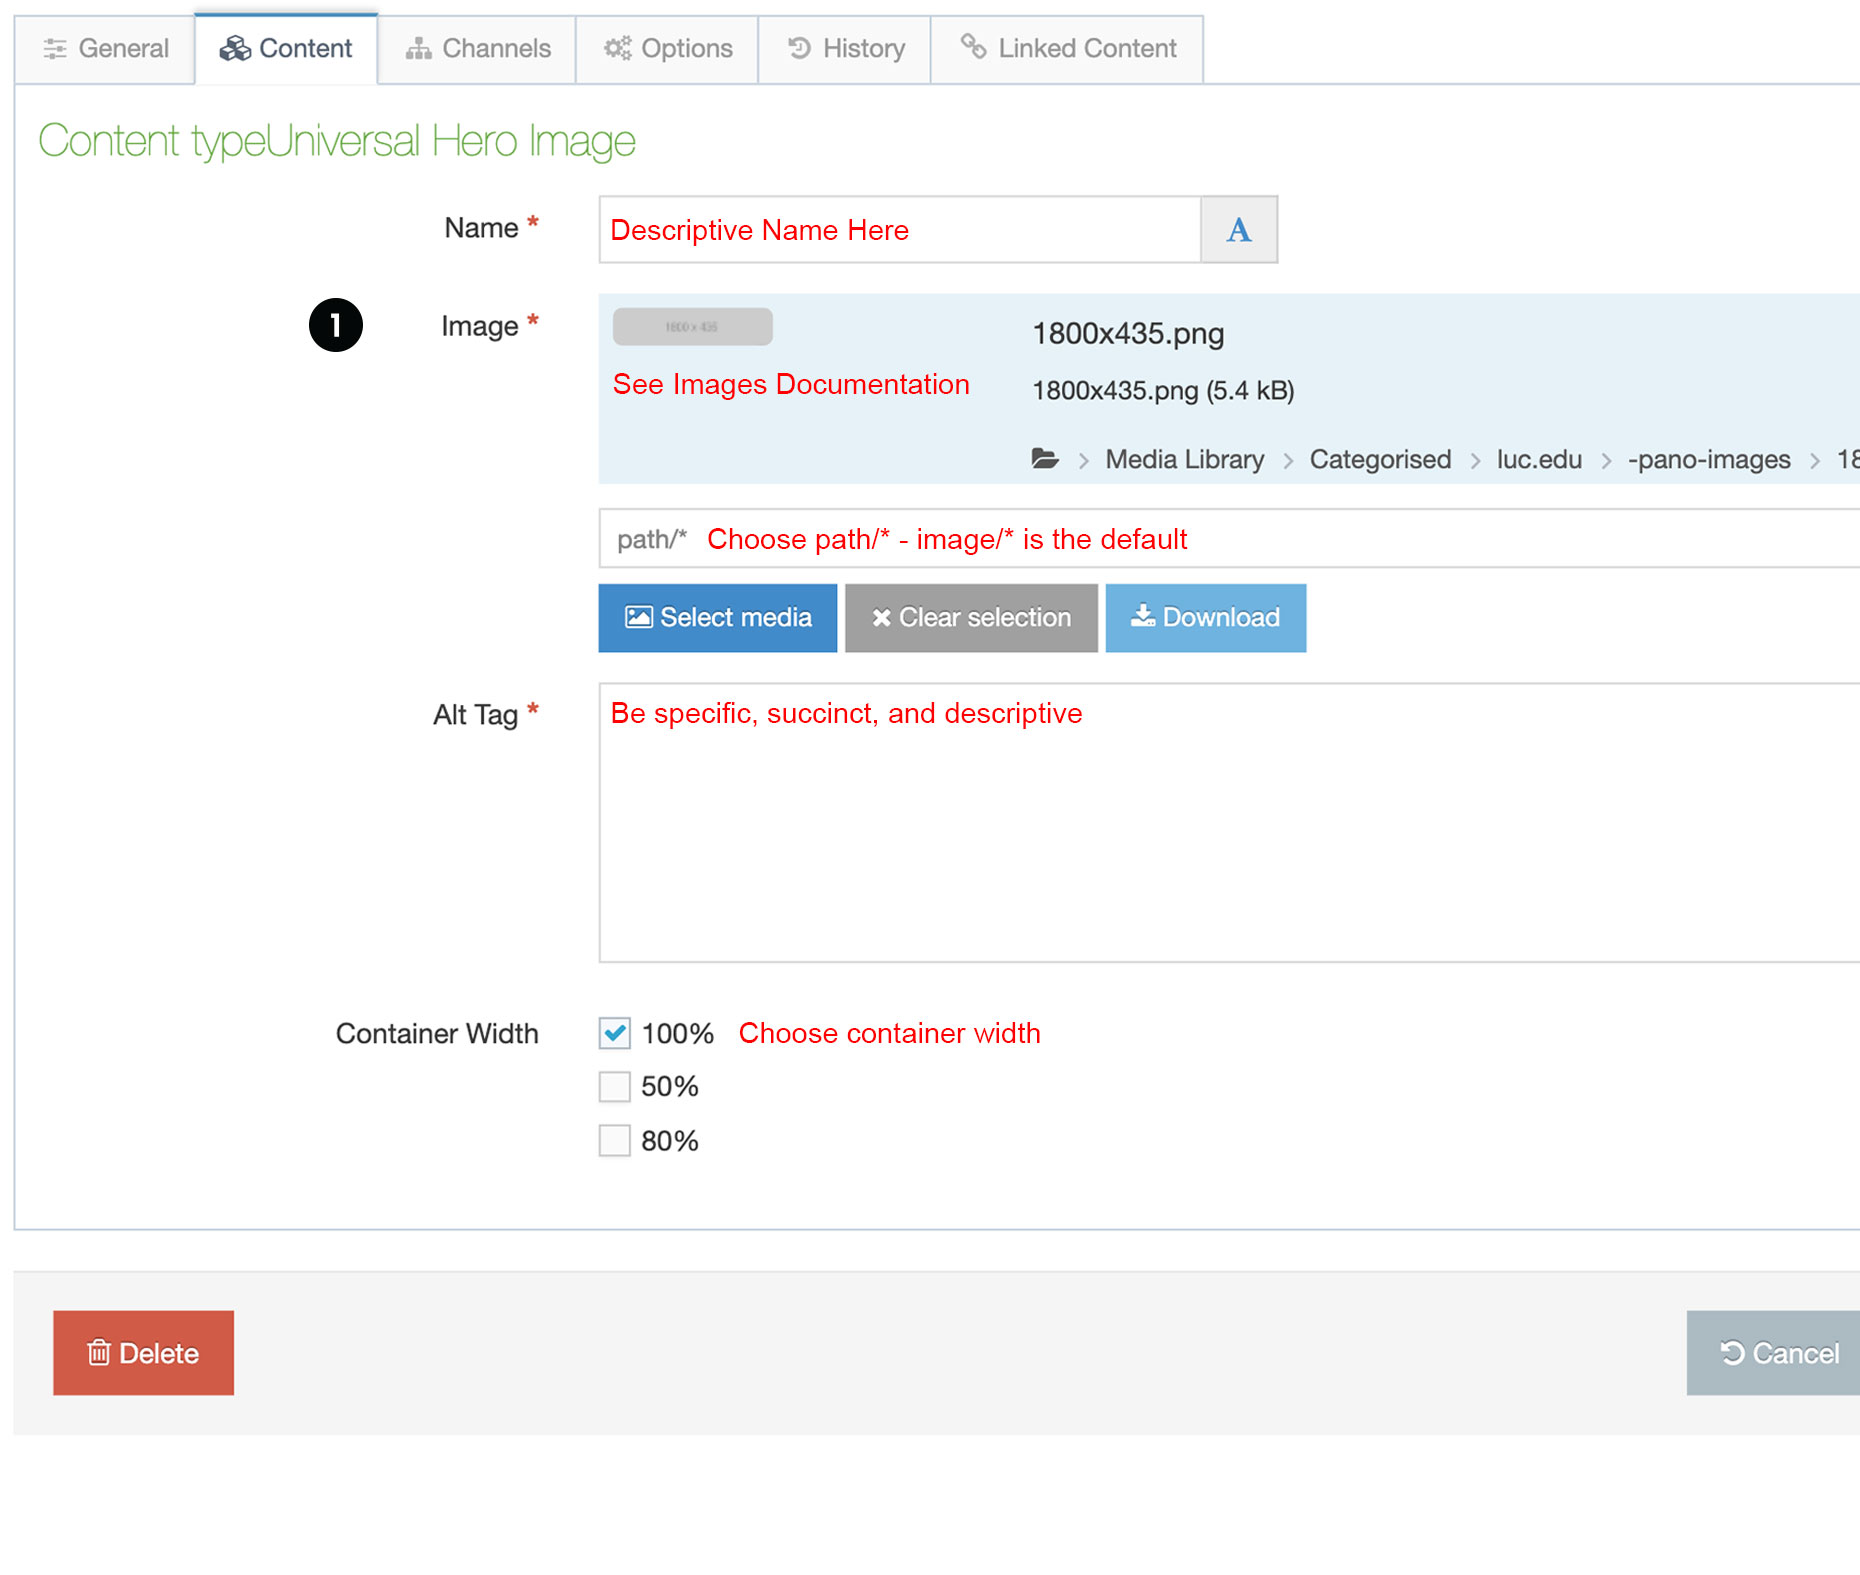 General Content Channels Options History Linked Content
Content typeUniversal Hero Image
Name * Descriptive Name Here A
1 Image * 1800 x 435 1800x435.png
See Images Documentation 1800x435.png (5.4 kB)
> Media Library > Categorised > luc.edu > -pano-images > 18
path/* Choose path/* - image/* is the default
Select media Clear selection Download
Alt Tag * Be specific, succinct, and descriptive
Container Width 100% Choose container width
50%
80%
Delete Cancel